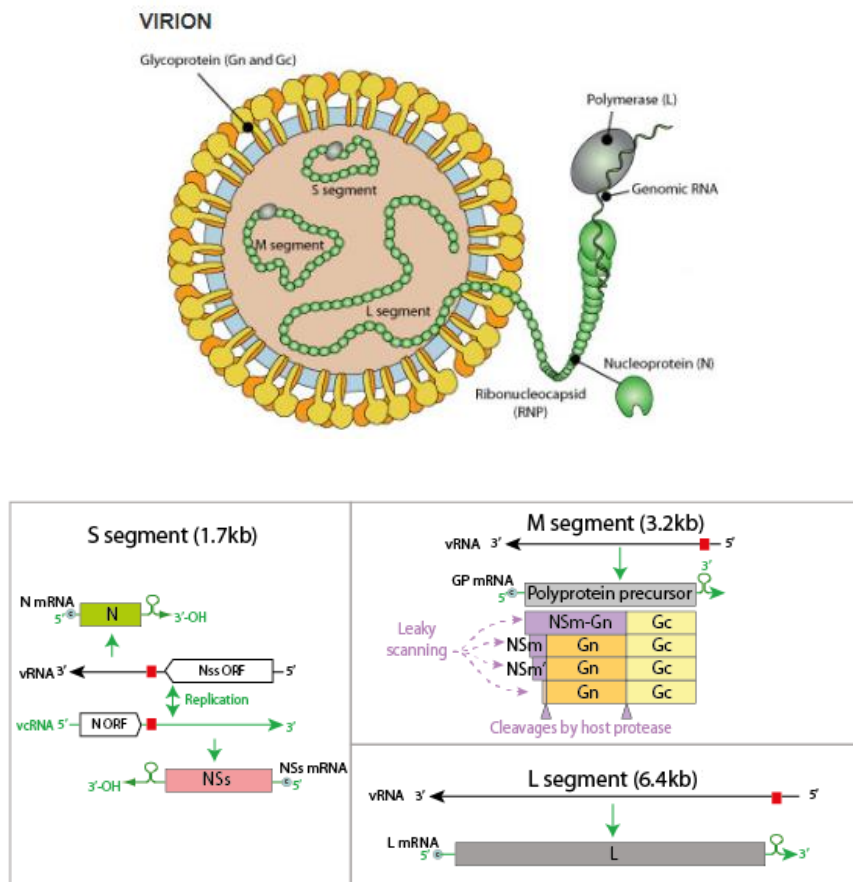 VIRION
Glycoprotein (Gn and Gc)
Polymerase (L)
Genomic RNA
S segment
M segment
L segment
Nucleoprotein (N)
Ribonucleocapsid
(RNP)
S segment (1.7kb)
N mRNA
5′
c
N
3′-OH
vRNA 3′
Nss ORF
5′
Replication
vcRNA 5′
N ORF
3′
3′-OH
NSs
NSs mRNA
c
5′
M segment (3.2kb)
vRNA 3′
5′
GP mRNA
5′
c
Polyprotein precursor
3′
Leaky
scanning
NSm-Gn
Gc
NSm
Gn
Gc
NSm′
Gn
Gc
Gn
Gc
Cleavages by host protease
L segment (6.4kb)
vRNA 3′
5′
L mRNA
5′
c
L
3′